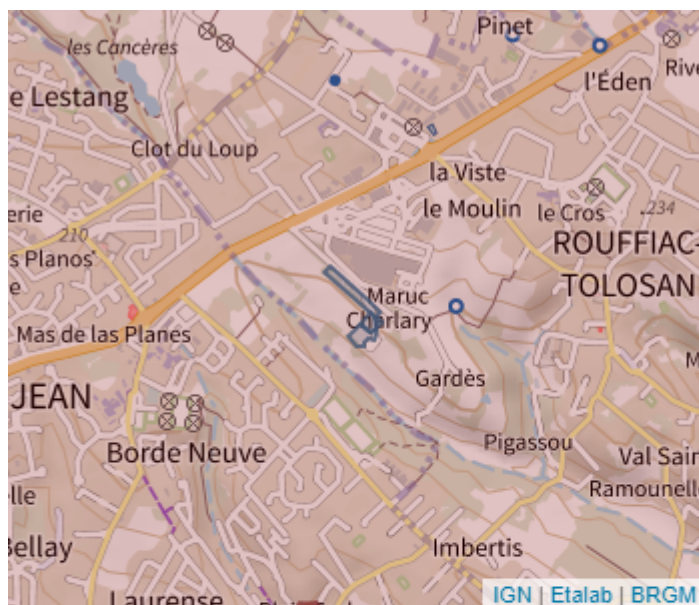 Pinet
les Cancères
l'Éden
Rive
e Lestang
Clot du Loup
la Viste
le Moulin
le Cros
234
erie
210
s Planos
e
ROUFFIAC-
TOLOSAN
Maruc
Charlary
Mas de las Planes
Gardès
JEAN
Pigassou
Borde Neuve
Val Sain
Ramounelle
lle
Bellay
Imbertis
Laurense
IGN | Etalab | BRGM